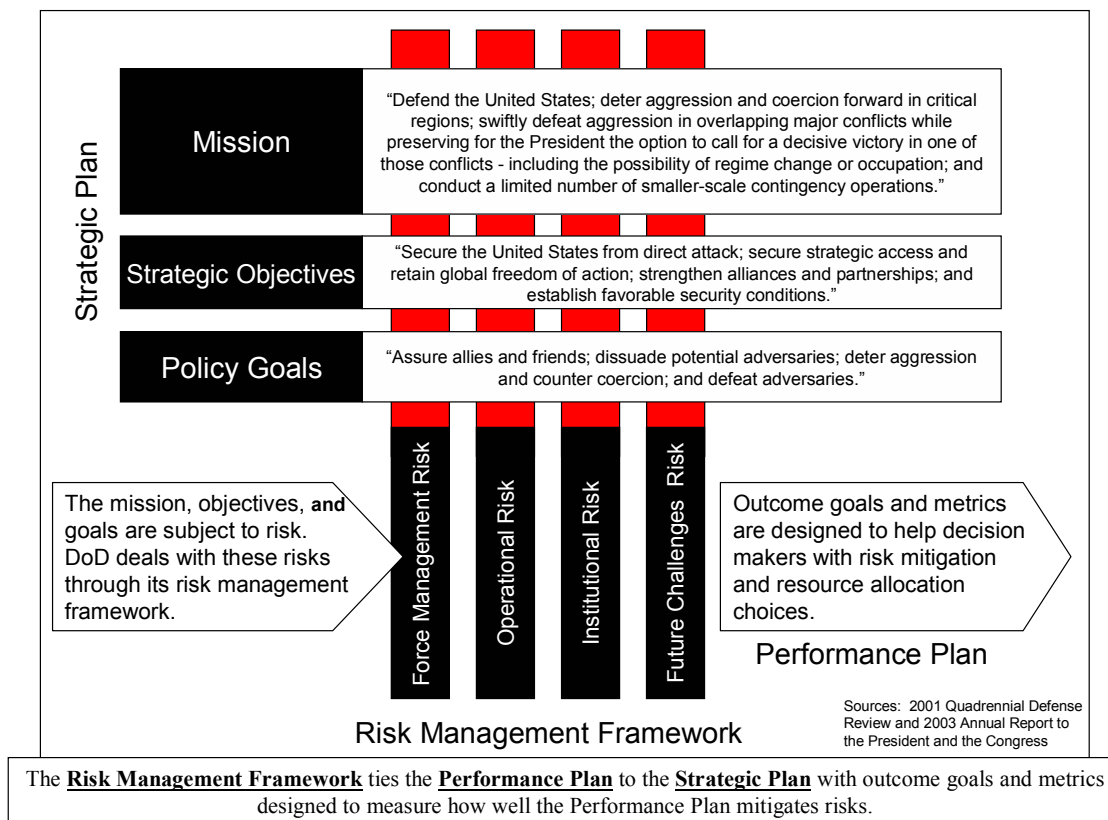 Strategic Plan
Mission
“Defend the United States; deter aggression and coercion forward in critical
regions; swiftly defeat aggression in overlapping major conflicts while
preserving for the President the option to call for a decisive victory in one of
those conflicts - including the possibility of regime change or occupation; and
conduct a limited number of smaller-scale contingency operations.”
Strategic Objectives
“Secure the United States from direct attack; secure strategic access and
retain global freedom of action; strengthen alliances and partnerships; and
establish favorable security conditions.”
Policy Goals
“Assure allies and friends; dissuade potential adversaries; deter aggression
and counter coercion; and defeat adversaries.”
The mission, objectives, and
goals are subject to risk.
DoD deals with these risks
through its risk management
framework.
Force Management Risk
Operational Risk
Institutional Risk
Future Challenges Risk
Outcome goals and metrics
are designed to help decision
makers with risk mitigation
and resource allocation
choices.
Performance Plan
Risk Management Framework
Sources: 2001 Quadrennial Defense
Review and 2003 Annual Report to
the President and the Congress
The Risk Management Framework ties the Performance Plan to the Strategic Plan with outcome goals and metrics
designed to measure how well the Performance Plan mitigates risks.